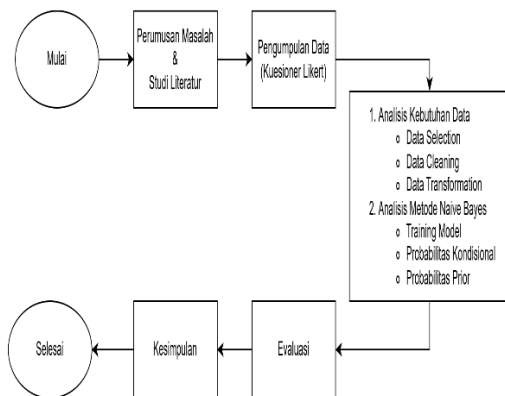 Mulai
Perumusan Masalah
&
Studi Literatur
Pengumpulan Data
(Kuesioner Likert)
1. Analisis Kebutuhan Data
o Data Selection
o Data Cleaning
o Data Transformation
2. Analisis Metode Naive Bayes
o Training Model
o Probabilitas Kondisional
o Probabilitas Prior
Evaluasi
Kesimpulan
Selesai